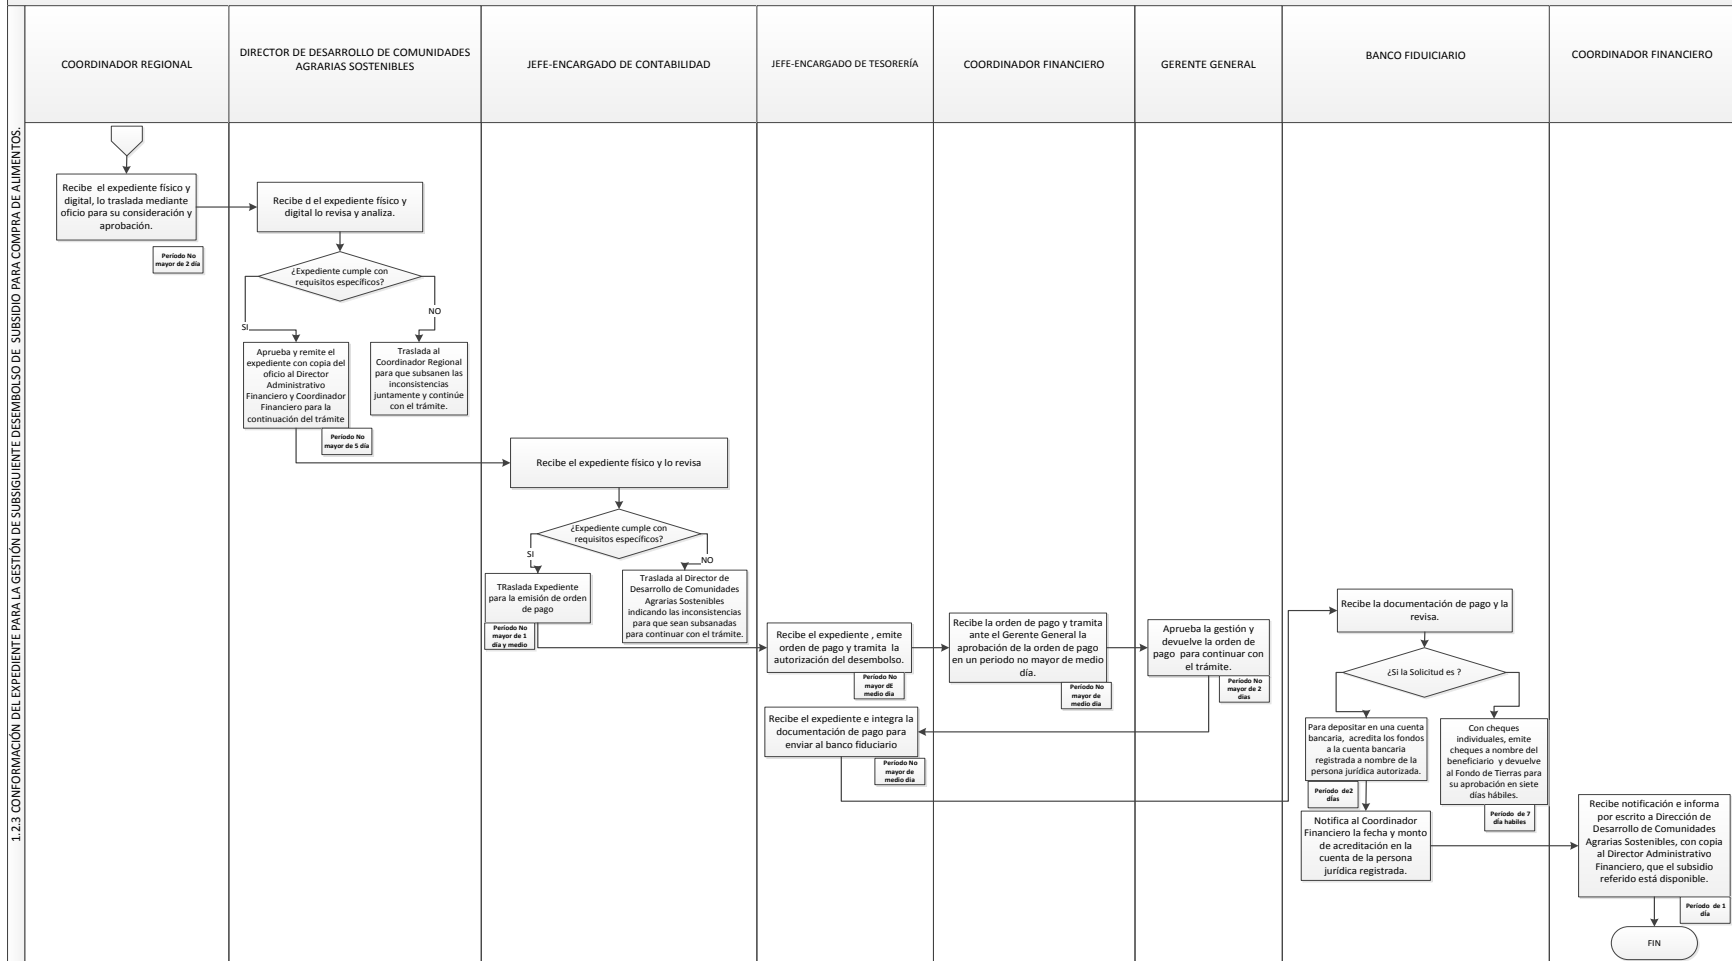 1.2.3 CONFORMACIÓN DEL EXPEDIENTE PARA LA GESTIÓN DE SUBSIGUIENTE DESEMBOLSO DE SUBSIDIO PARA COMPRA DE ALIMENTOS.
COORDINADOR REGIONAL
DIRECTOR DE DESARROLLO DE COMUNIDADES
AGRARIAS SOSTENIBLES
JEFE-ENCARGADO DE CONTABILIDAD
JEFE-ENCARGADO DE TESORERÍA
COORDINADOR FINANCIERO
GERENTE GENERAL
BANCO FIDUICIARIO
COORDINADOR FINANCIERO
Recibe el expediente físico y
digital, lo traslada mediante
oficio para su consideración y
aprobación.
Período No
mayor de 2 día
Recibe d el expediente físico y
digital lo revisa y analiza.
¿Expediente cumple con
requisitos específicos?
SI
NO
Aprueba y remite el
expediente con copia del
oficio al Director
Administrativo
Financiero y Coordinador
Financiero para la
continuación del trámite
Período No
mayor de 5 día
Traslada al
Coordinador Regional
para que subsanen las
inconsistencias
juntamente y continúe
con el trámite.
Recibe el expediente físico y lo revisa
¿Expediente cumple con
requisitos específicos?
SI
NO
TRaslada Expediente
para la emisión de orden
de pago
Período No
mayor de 1
día y medio
Traslada al Director de
Desarrollo de Comunidades
Agrarias Sostenibles
indicando las inconsistencias
para que sean subsanadas
para continuar con el trámite.
Recibe el expediente , emite
orden de pago y tramita la
autorización del desembolso.
Período No
mayor dE
medio día
Recibe la orden de pago y tramita
ante el Gerente General la
aprobación de la orden de pago
en un periodo no mayor de medio
día.
Período No
mayor de
medio día
Aprueba la gestión y
devuelve la orden de
pago para continuar con
el trámite.
Período No
mayor de 2
días
Recibe el expediente e integra la
documentación de pago para
enviar al banco fiduciario
Período No
mayor de
medio día
Recibe la documentación de pago y la
revisa.
¿Si la Solicitud es ?
Para depositar en una cuenta
bancaria, acredita los fondos
a la cuenta bancaria
registrada a nombre de la
persona jurídica autorizada.
Período de2
días
Con cheques
individuales, emite
cheques a nombre del
beneficiario y devuelve
al Fondo de Tierras para
su aprobación en siete
días hábiles.
Período de 7
día habiles
Notifica al Coordinador
Financiero la fecha y monto
de acreditación en la
cuenta de la persona
jurídica registrada.
Recibe notificación e informa
por escrito a Dirección de
Desarrollo de Comunidades
Agrarias Sostenibles, con copia
al Director Administrativo
Financiero, que el subsidio
referido está disponible.
Período de 1
día
FIN